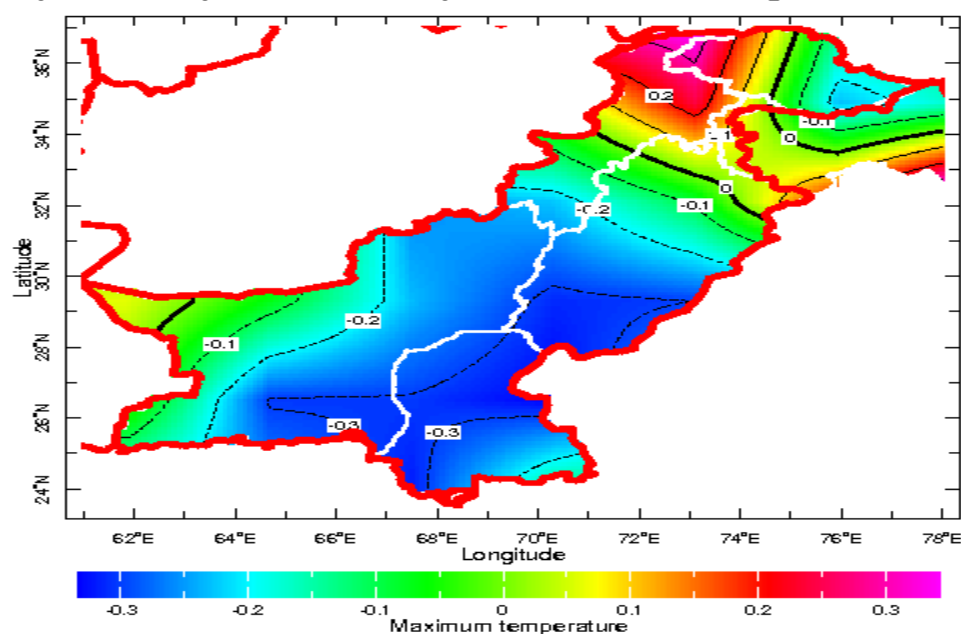 36°N
34°N
32°N
30°N
28°N
26°N
24°N
Latitude
0.2
-.1
-0.1
0
0
-0.1
-0.2
-0.2
-0.1
-0.3
-0.3
62°E 64°E 66°E 68°E 70°E 72°E 74°E 76°E 78°E
Longitude
-0.3 -0.2 -0.1 0 0.1 0.2 0.3
Maximum temperature